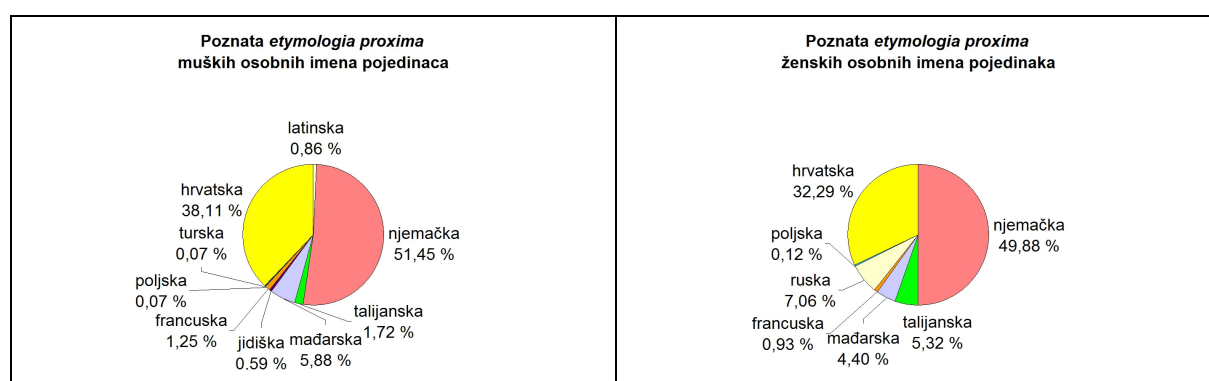 Poznata etymologia proxima
muških osobnih imena pojedinaca
latinska
0,86 %
hrvatska
38,11 %
turska
0,07 %
poljska
0,07 %
francuska
1,25 %
jidiška
0.59 %
mađarska
5,88 %
talijanska
1,72 %
njemačka
51,45 %
Poznata etymologia proxima
ženskih osobnih imena pojedinaka
hrvatska
32,29 %
poljska
0,12 %
ruska
7,06 %
francuska
0,93 %
mađarska
4,40 %
talijanska
5,32 %
njemačka
49,88 %